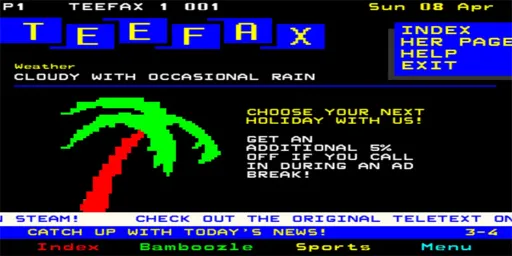 P1 TEEFAX 1 001 Sun 08 Apr
TEEFAX
INDEX
HER PAGE
HELP
EXIT
Weather
CLOUDY WITH OCCASIONAL RAIN
CHOOSE YOUR NEXT
HOLIDAY WITH US!
GET AN
ADDITIONAL 5%
OFF IF YOU CALL
IN DURING AN AD
BREAK!
N STEAM! CHECK OUT THE ORIGINAL TELETEXT ON
CATCH UP WITH TODAY'S NEWS! 3-4
Index Bamboozle Sports Menu